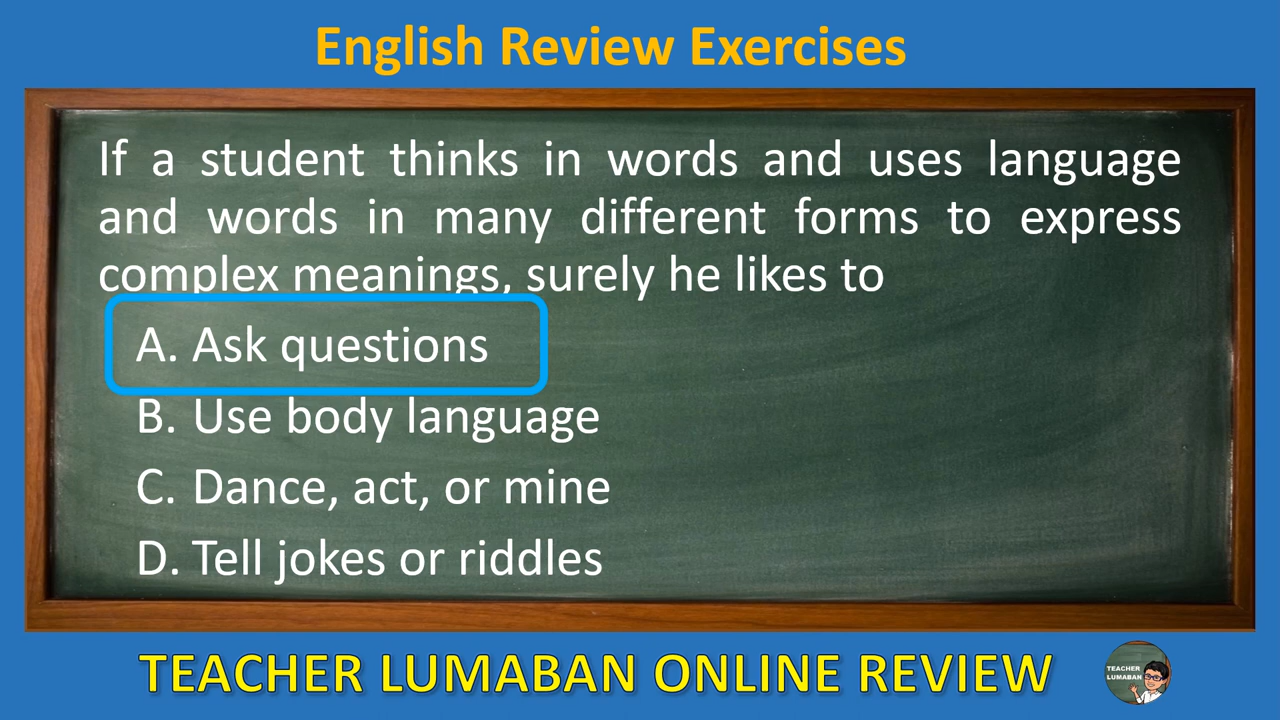 English Review Exercises
If a student thinks in words and uses language
and words in many different forms to express
complex meanings, surely he likes to
A. Ask questions
B. Use body language
C. Dance, act, or mine
D. Tell jokes or riddles
TEACHER LUMABAN ONLINE REVIEW
TEACHER
LUMABAN